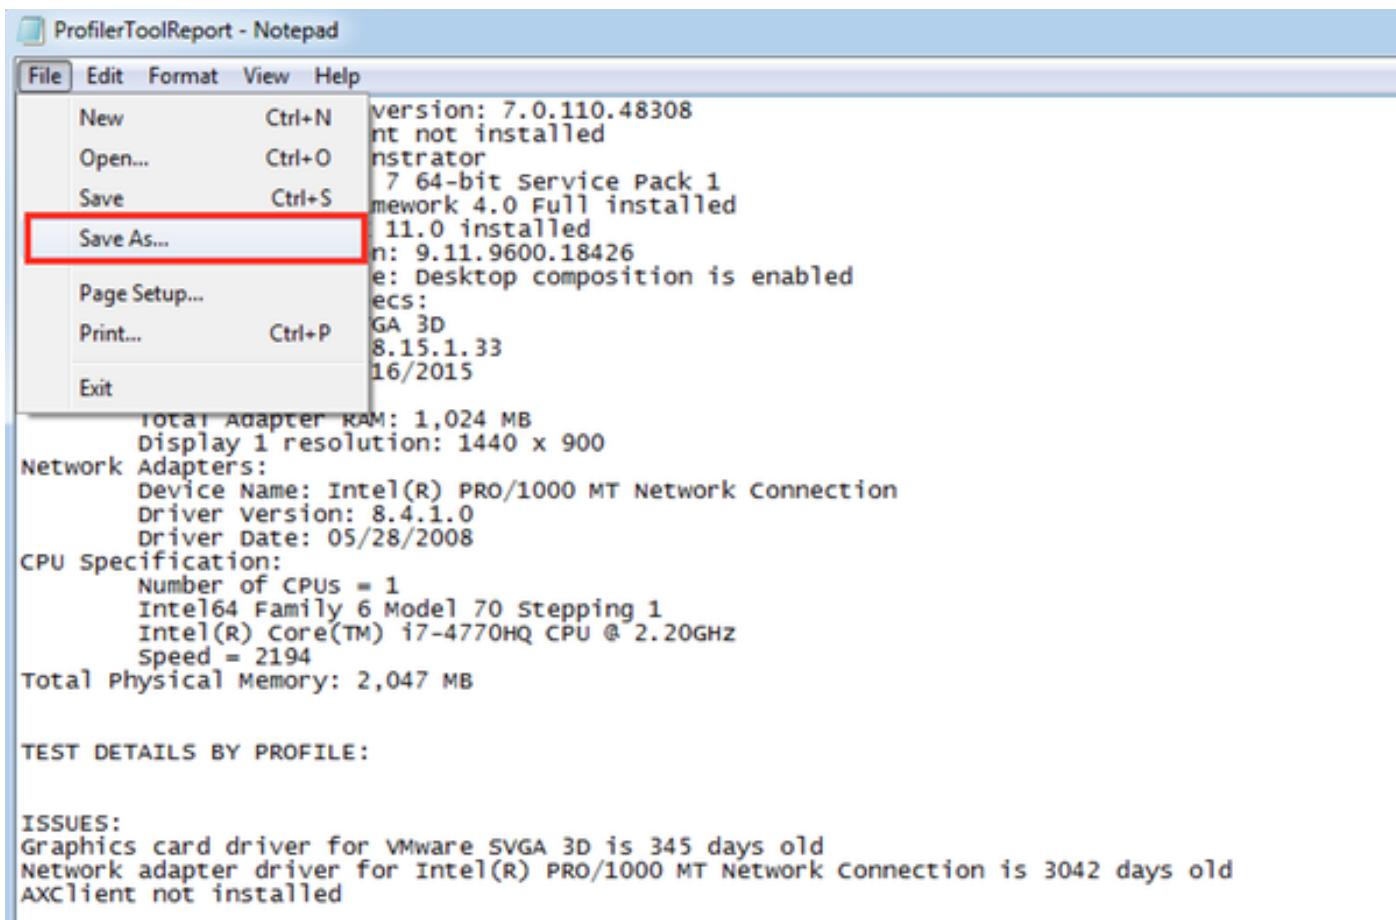 ProfilerToolReport - Notepad
File Edit Format View Help
New Ctrl+N
Open... Ctrl+O
Save Ctrl+S
Save As...
Page Setup...
Print... Ctrl+P
Exit
version: 7.0.110.48308
nt not installed
nstrator
7 64-bit Service Pack 1
mework 4.0 Full installed
11.0 installed
n: 9.11.9600.18426
e: Desktop composition is enabled
ecs:
GA 3D
8.15.1.33
16/2015
Total Adapter RAM: 1,024 MB
Display 1 resolution: 1440 x 900
Network Adapters:
Device Name: Intel(R) PRO/1000 MT Network Connection
Driver Version: 8.4.1.0
Driver Date: 05/28/2008
CPU Specification:
Number of CPUs = 1
Intel64 Family 6 Model 70 Stepping 1
Intel(R) Core(TM) i7-4770HQ CPU @ 2.20GHz
Speed = 2194
Total Physical Memory: 2,047 MB
TEST DETAILS BY PROFILE:
ISSUES:
Graphics card driver for VMware SVGA 3D is 345 days old
Network adapter driver for Intel(R) PRO/1000 MT Network Connection is 3042 days old
AXClient not installed